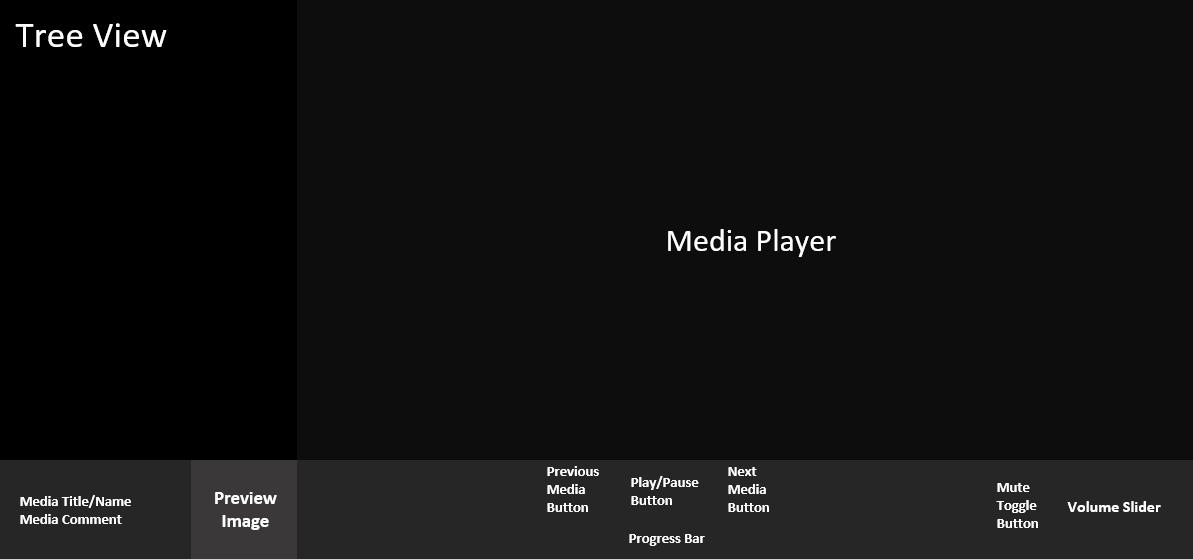 Tree View
Media Player
Media Title/Name
Media Comment
Preview
Image
Previous
Media
Button
Play/Pause
Button
Next
Media
Button
Progress Bar
Mute
Toggle
Button
Volume Slider